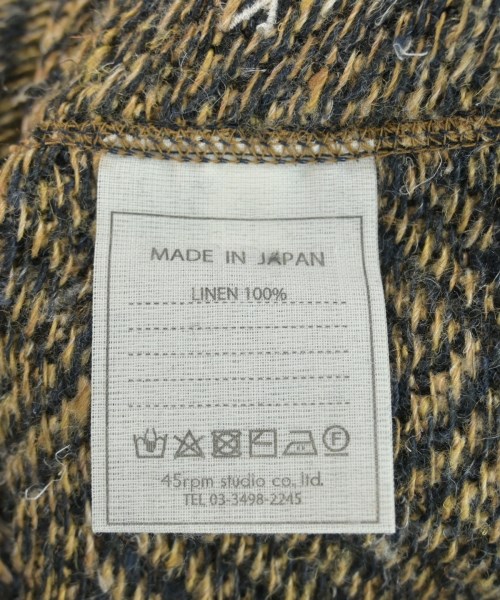 MADE IN JAPAN
LINEN 100%
F
45rpm studio co., ltd.
TEL 03-3498-2245